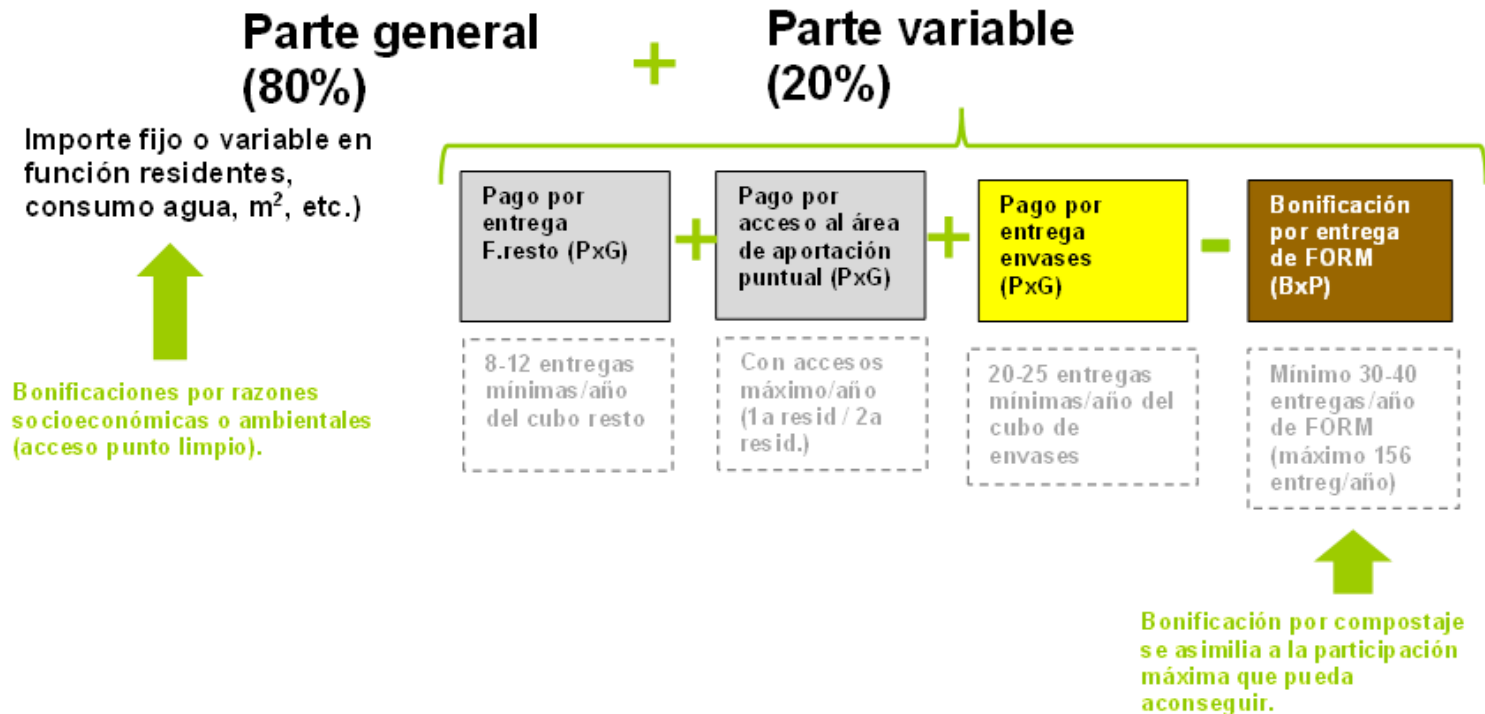 Parte general
(80%)
+
Parte variable
(20%)
Importe fijo o variable en
función residentes,
consumo agua, m², etc.)
Bonificaciones por razones
socioeconómicas o ambientales
(acceso punto limpio).
Pago por
entrega
F.resto (PxG)
+
Pago por
acceso al área
de aportación
puntual (PxG)
+
Pago por
entrega
envases
(PxG)
-
Bonificación
por entrega
de FORM
(BxP)
8-12 entregas
mínimas/año
del cubo resto
Con accesos
máximo/año
(1a resid / 2a
resid.)
20-25 entregas
mínimas/año del
cubo de
envases
Mínimo 30-40
entregas/año
de FORM
(máximo 156
entreg/año)
Bonificación por compostaje
se asimilia a la participación
máxima que pueda
aconseguir.